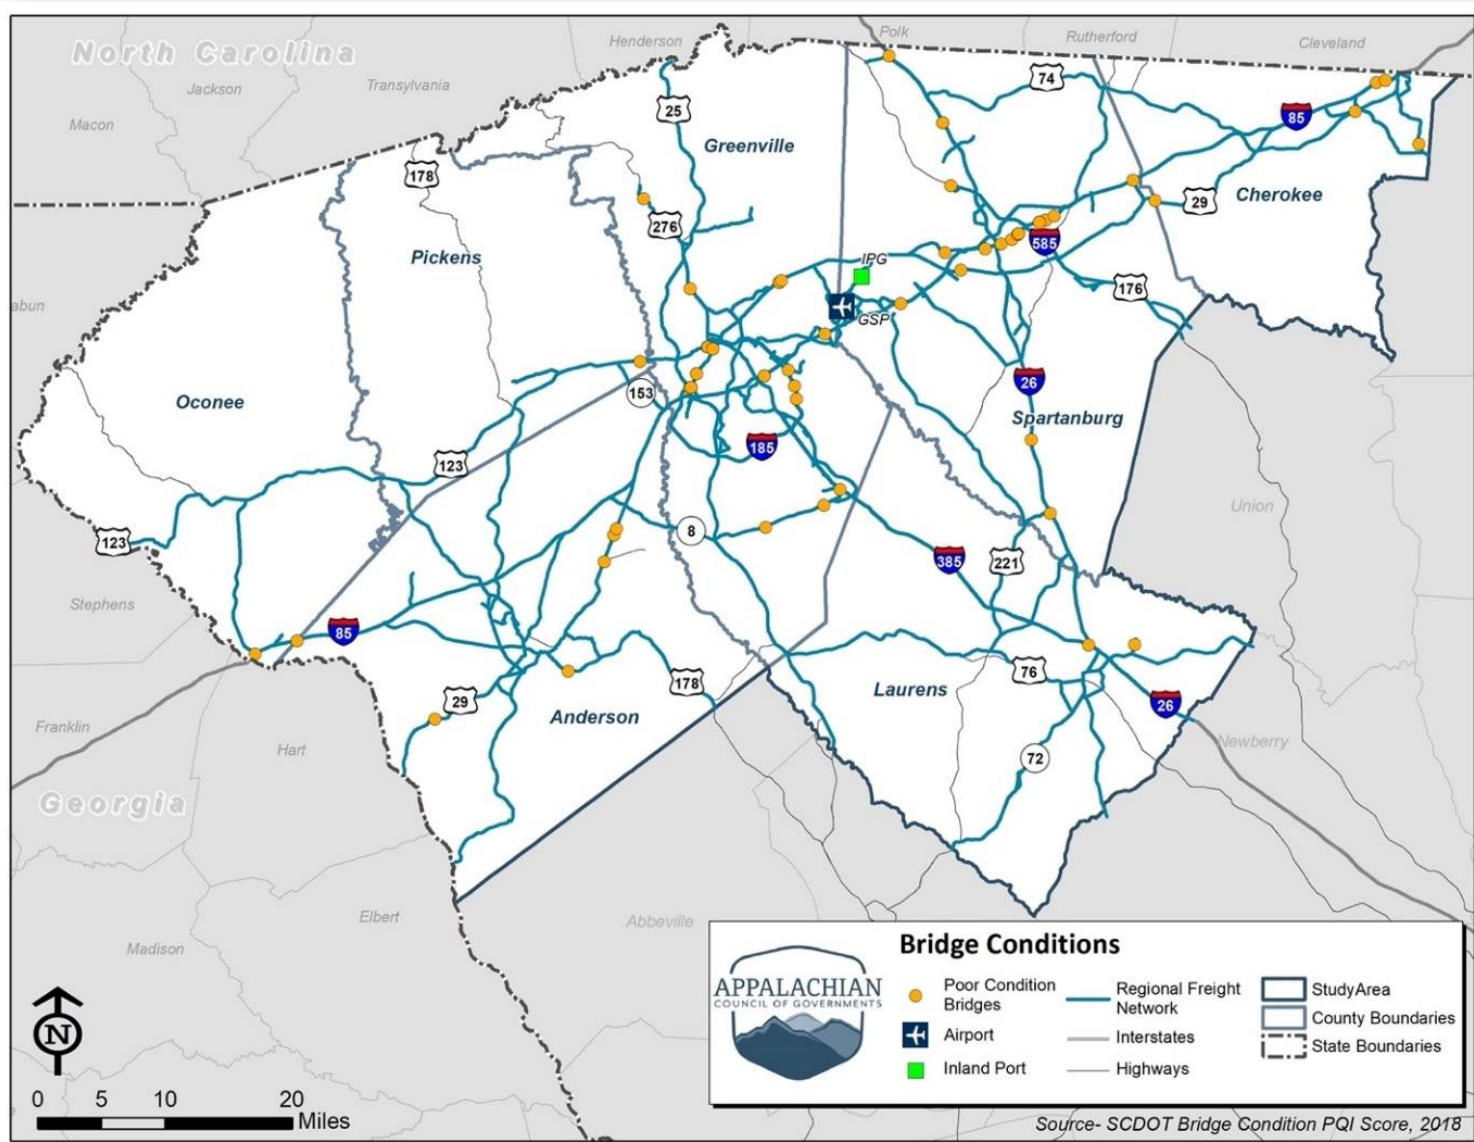 North Carolina
Henderson
Polk
Rutherford
Cleveland
Jackson
Transylvania
Macon
74
25
85
Greenville
178
Cherokee
29
276
585
Pickens
IPG
176
abun
GSP
26
153
Oconee
Spartanburg
185
123
Union
123
8
385
221
Stephens
85
76
178
Laurens
29
26
Anderson
Franklin
Newberry
Hart
72
Georgia
Elbert
Abbeville
Madison
N
0 5 10 20
Miles
APPALACHIAN
COUNCIL OF GOVERNMENTS
Bridge Conditions
Poor Condition
Bridges
Airport
Inland Port
Regional Freight
Network
Interstates
Highways
StudyArea
County Boundaries
State Boundaries
Source- SCDOT Bridge Condition PQI Score, 2018